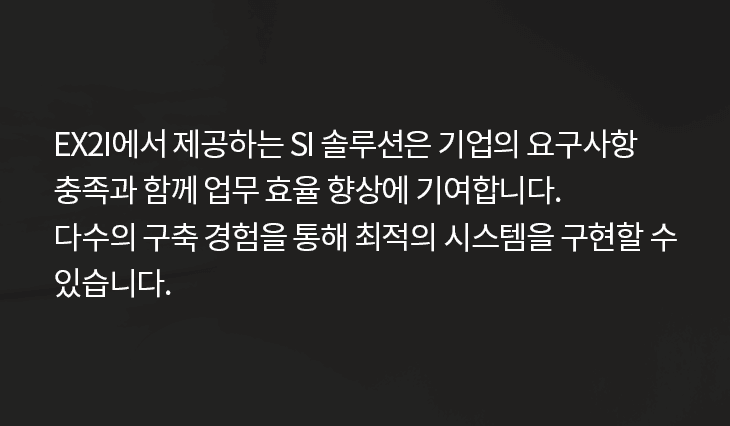 EX2I에서 제공하는 SI 솔루션은 기업의 요구사항
충족과 함께 업무 효율 향상에 기여합니다.
다수의 구축 경험을 통해 최적의 시스템을 구현할 수
있습니다.